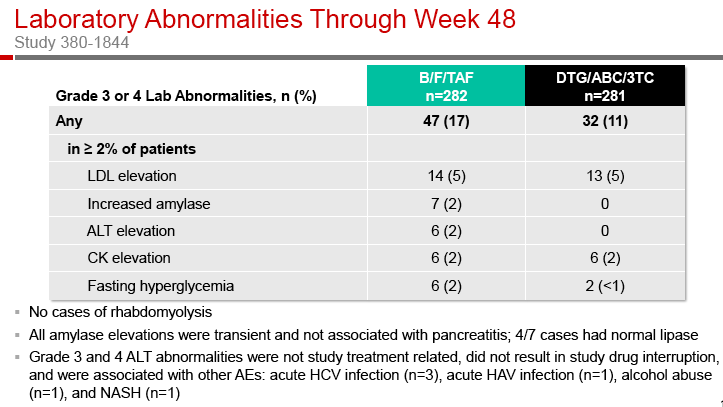 Laboratory Abnormalities Through Week 48
Study 380-1844
Grade 3 or 4 Lab Abnormalities, n (%) B/F/TAF n=282 DTG/ABC/3TC n=281
Any 47 (17) 32 (11)
in ≥ 2% of patients
LDL elevation 14 (5) 13 (5)
Increased amylase 7 (2) 0
ALT elevation 6 (2) 0
CK elevation 6 (2) 6 (2)
Fasting hyperglycemia 6 (2) 2 (<1)
▪ No cases of rhabdomyolysis
▪ All amylase elevations were transient and not associated with pancreatitis; 4/7 cases had normal lipase
▪ Grade 3 and 4 ALT abnormalities were not study treatment related, did not result in study drug interruption,
and were associated with other AEs: acute HCV infection (n=3), acute HAV infection (n=1), alcohol abuse
(n=1), and NASH (n=1)